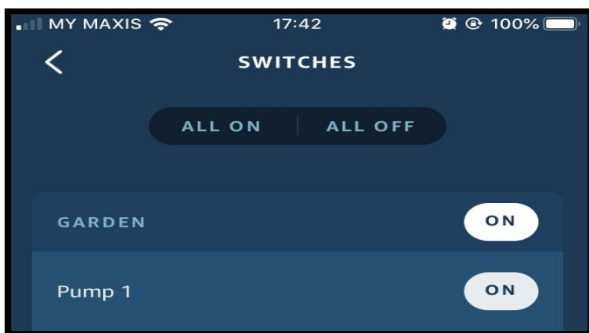 MY MAXIS 17:42 100%
SWITCHES
ALL ON ALL OFF
GARDEN ON
Pump 1 ON